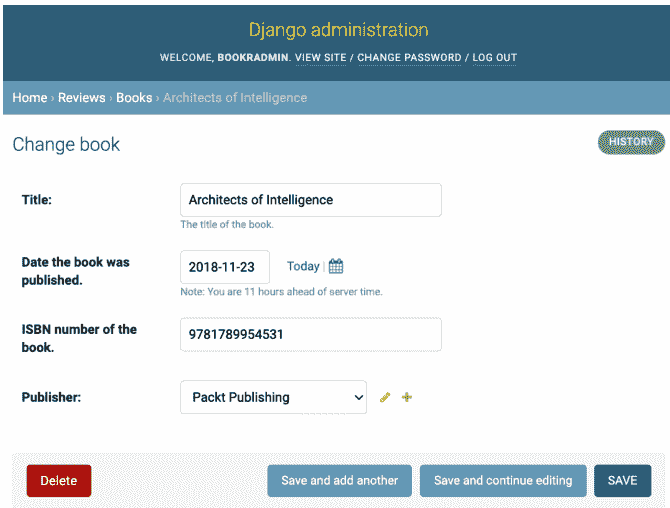 Django administration
WELCOME, BOOKRADMIN. VIEW SITE / CHANGE PASSWORD / LOG OUT
Home › Reviews › Books › Architects of Intelligence
Change book
HISTORY
Title:
Architects of Intelligence
The title of the book.
Date the book was
published.
2018-11-23
Today |
Note: You are 11 hours ahead of server time.
ISBN number of the
book.
9781789954531
Publisher:
Packt Publishing
Delete
Save and add another
Save and continue editing
SAVE